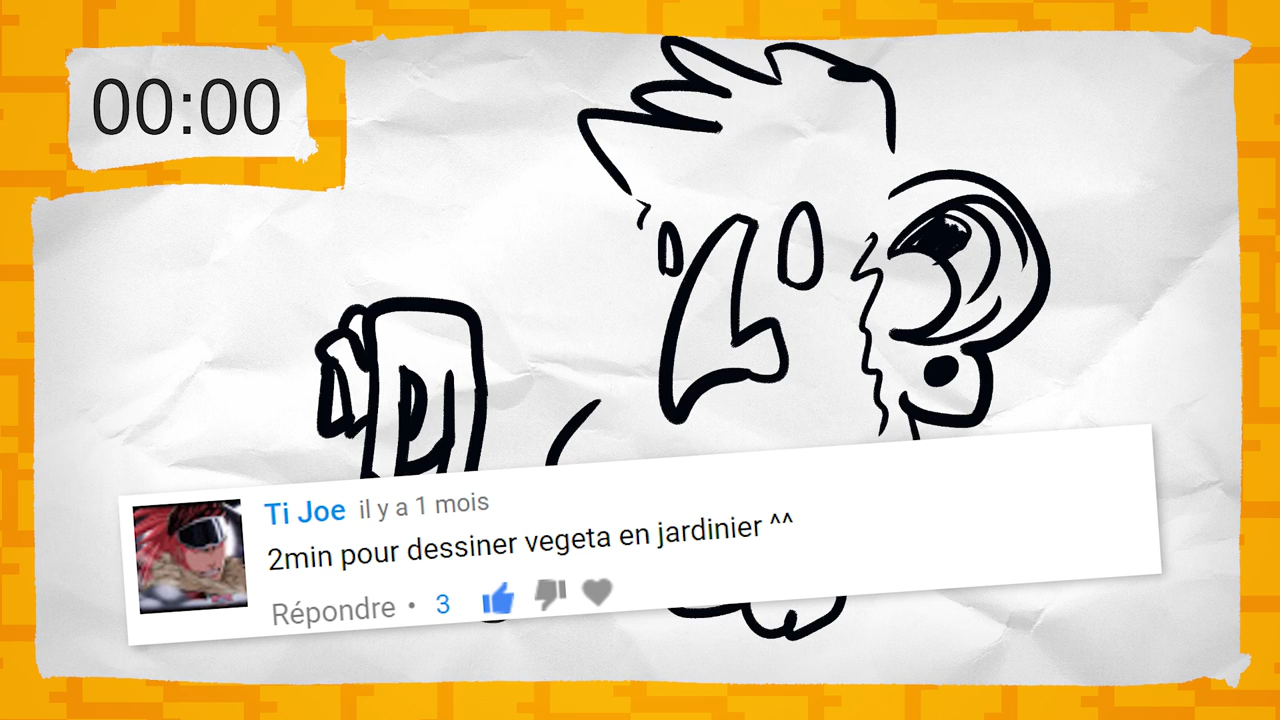 00:00
Ti Joe il y a 1 mois
2min pour dessiner vegeta en jardinier ^^
Répondre • 3